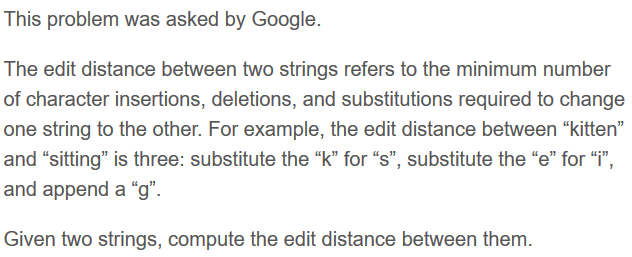 This problem was asked by Google.
The edit distance between two strings refers to the minimum number
of character insertions, deletions, and substitutions required to change
one string to the other. For example, the edit distance between “kitten”
and “sitting” is three: substitute the “k” for “s”, substitute the “e” for “i”,
and append a “g”.
Given two strings, compute the edit distance between them.